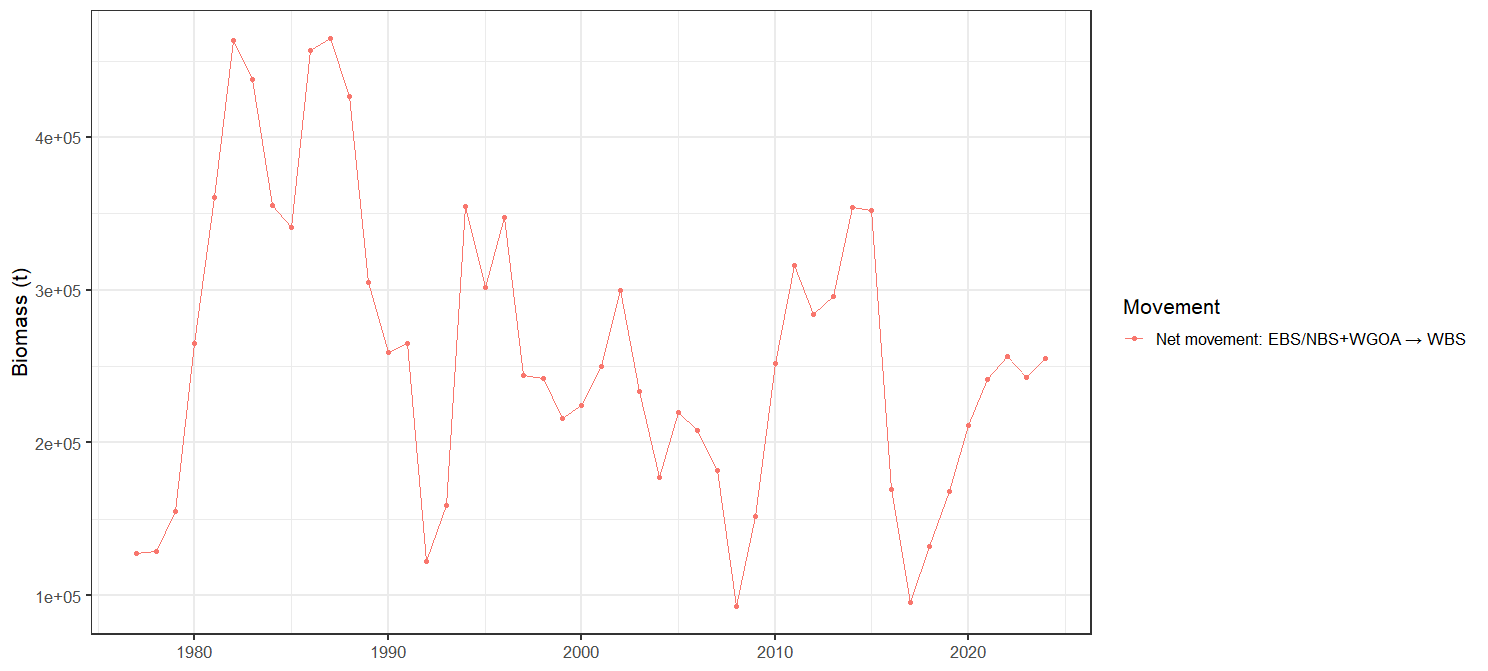 Biomass (t)
4e+05
3e+05
2e+05
1e+05
1980 1990 2000 2010 2020
Movement
Net movement: EBS/NBS+WGOA → WBS